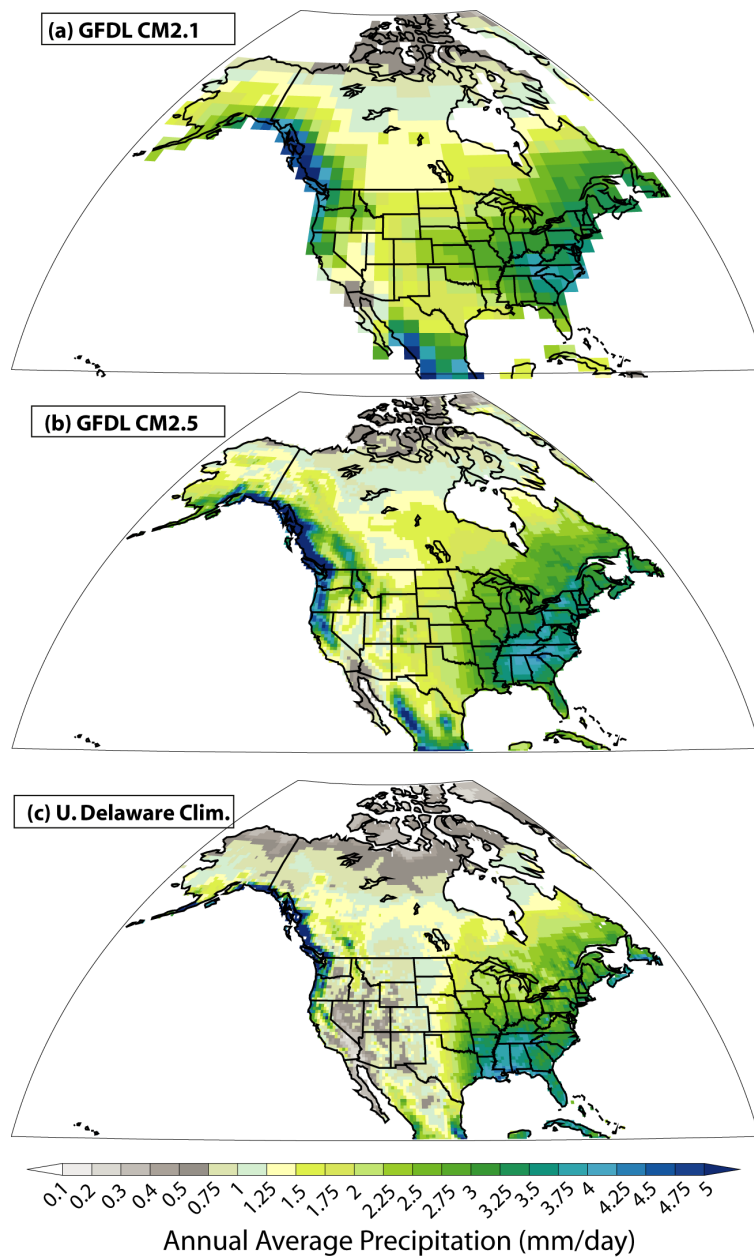 (a) GFDL CM2.1
(b) GFDL CM2.5
(c) U. Delaware Clim.
0.1 0.2 0.3 0.4 0.5 0.75 1 1.25 1.5 1.75 2 2.25 2.5 2.75 3 3.25 3.5 3.75 4 4.25 4.5 4.75 5
Annual Average Precipitation (mm/day)